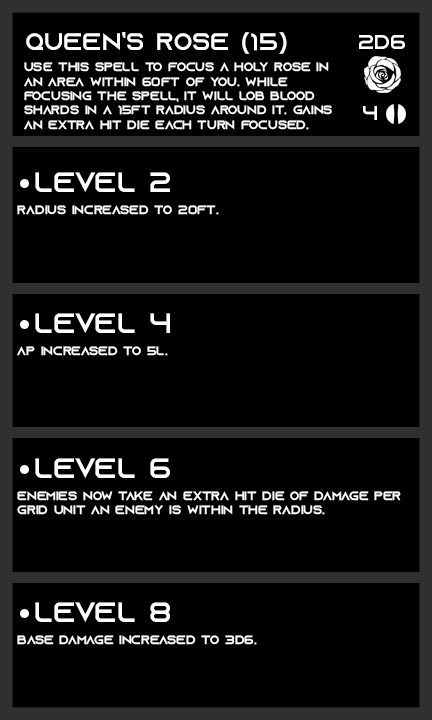 QUEEN'S ROSE (15)
2D6
USE THIS SPELL TO FOCUS A HOLY ROSE IN
AN AREA WITHIN 60FT OF YOU. WHILE
FOCUSING THE SPELL, IT WILL LOB BLOOD
SHARDS IN A 15FT RADIUS AROUND IT. GAINS
AN EXTRA HIT DIE EACH TURN FOCUSED.
4
•LEVEL 2
RADIUS INCREASED TO 20FT.
•LEVEL 4
AP INCREASED TO 5L.
•LEVEL 6
ENEMIES NOW TAKE AN EXTRA HIT DIE OF DAMAGE PER
GRID UNIT AN ENEMY IS WITHIN THE RADIUS.
•LEVEL 8
BASE DAMAGE INCREASED TO 3D6.